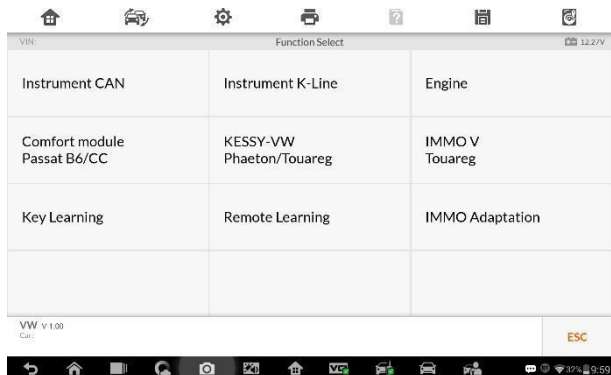 VIN:
Function Select
12.27V
Instrument CAN
Instrument K-Line
Engine
Comfort module
Passat B6/CC
KESSY-VW
Phaeton/Touareg
IMMO V
Touareg
Key Learning
Remote Learning
IMMO Adaptation
VW V 1.00
Car:
ESC
32% 9:59